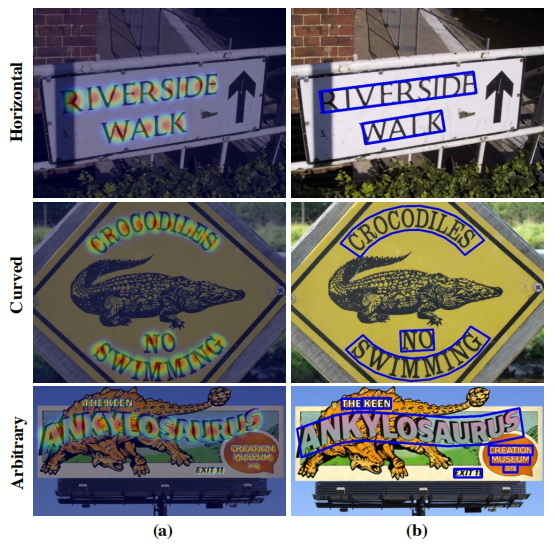 Horizontal
RIVERSIDE
WALK
RIVERSIDE
WALK
Curved
CROCODILES
NO
SWIMMING
CROCODILES
NO
SWIMMING
Arbitrary
THE KEEN
ANKYLOSAURUS
CREATION
MUSEUM
EXIT 11
THE KEEN
ANKYLOSAURUS
CREATION
MUSEUM
EXIT 1
(a)
(b)